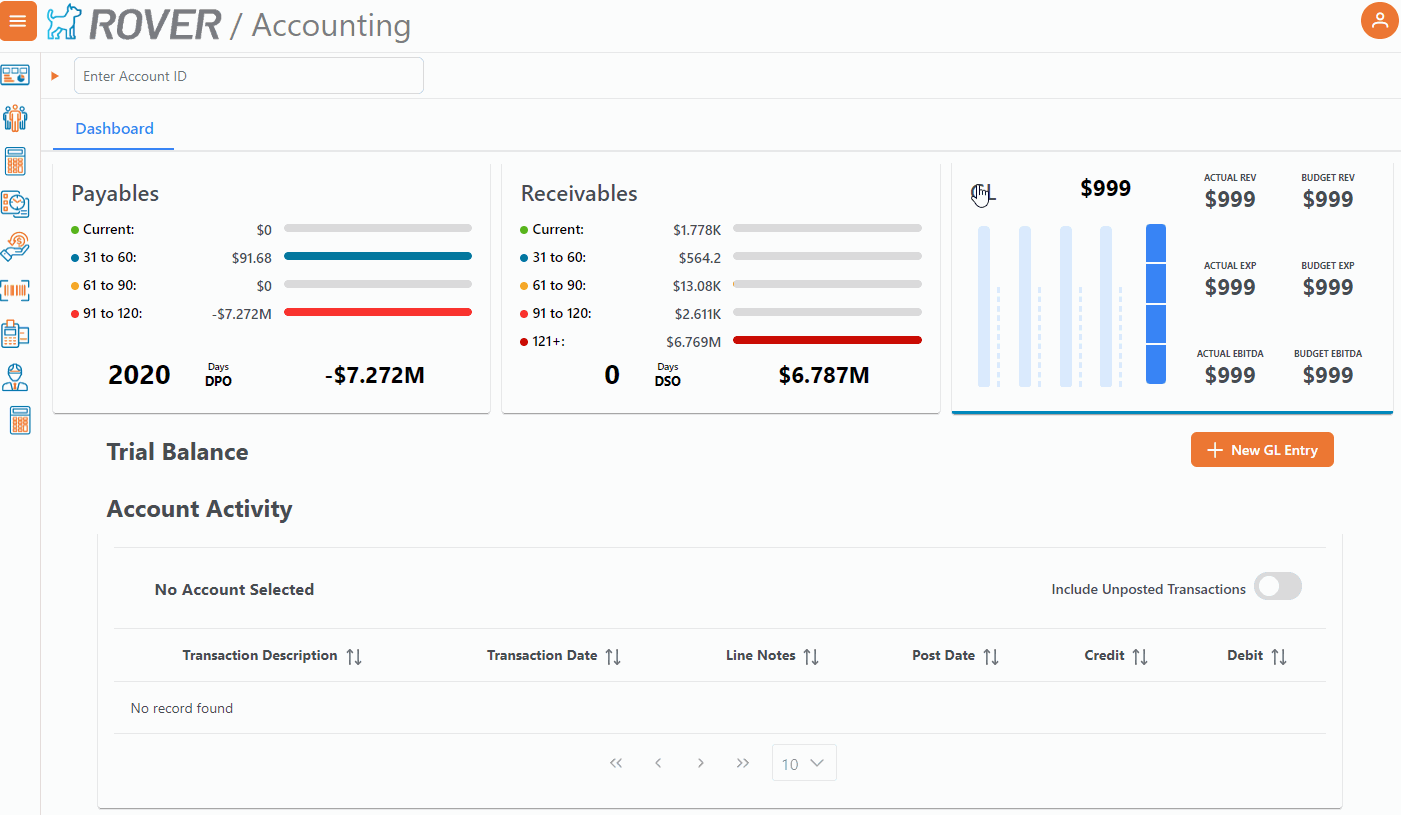 ROVER / Accounting
Enter Account ID
Dashboard
Payables
Current: $0
31 to 60: $91.68
61 to 90: $0
91 to 120: -$7.272M
2020 Days DPO -$7.272M
Receivables
Current: $1.778K
31 to 60: $564.2
61 to 90: $13.08K
91 to 120: $2.611K
121+: $6.769M
0 Days DSO $6.787M
$999
ACTUAL REV BUDGET REV
$999 $999
ACTUAL EXP BUDGET EXP
$999 $999
ACTUAL EBITDA BUDGET EBITDA
$999 $999
Trial Balance
New GL Entry
Account Activity
No Account Selected
Include Unposted Transactions
Transaction Description Transaction Date Line Notes Post Date Credit Debit
No record found
10